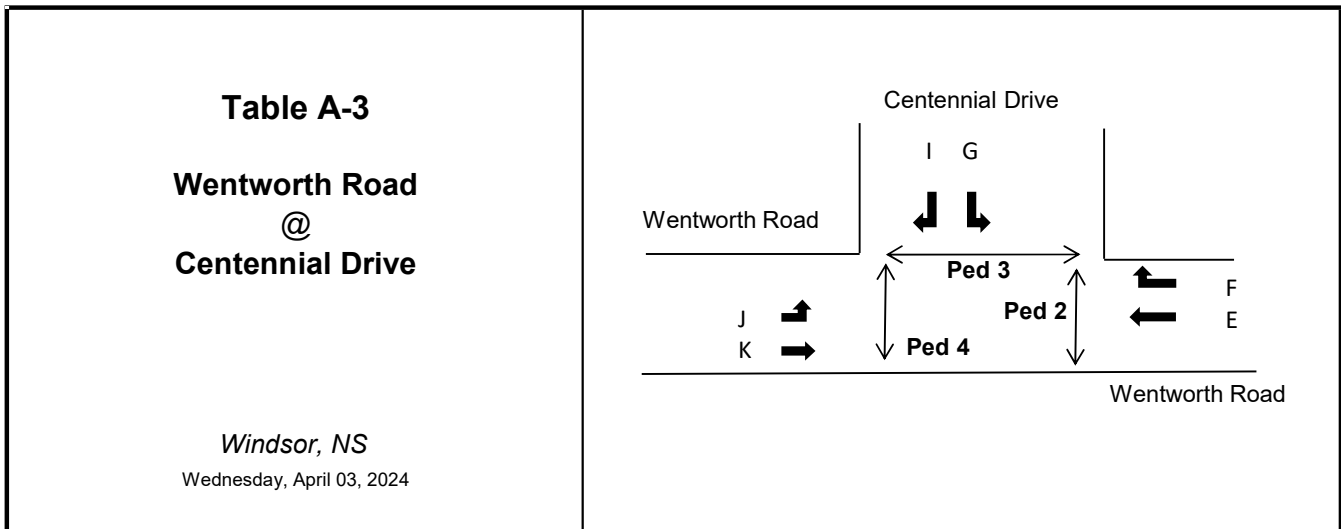 Table A-3
Wentworth Road
@
Centennial Drive
Windsor, NS
Wednesday, April 03, 2024
Centennial Drive
I G
Wentworth Road
Ped 3
F
Ped 2
J
E
K
Ped 4
Wentworth Road